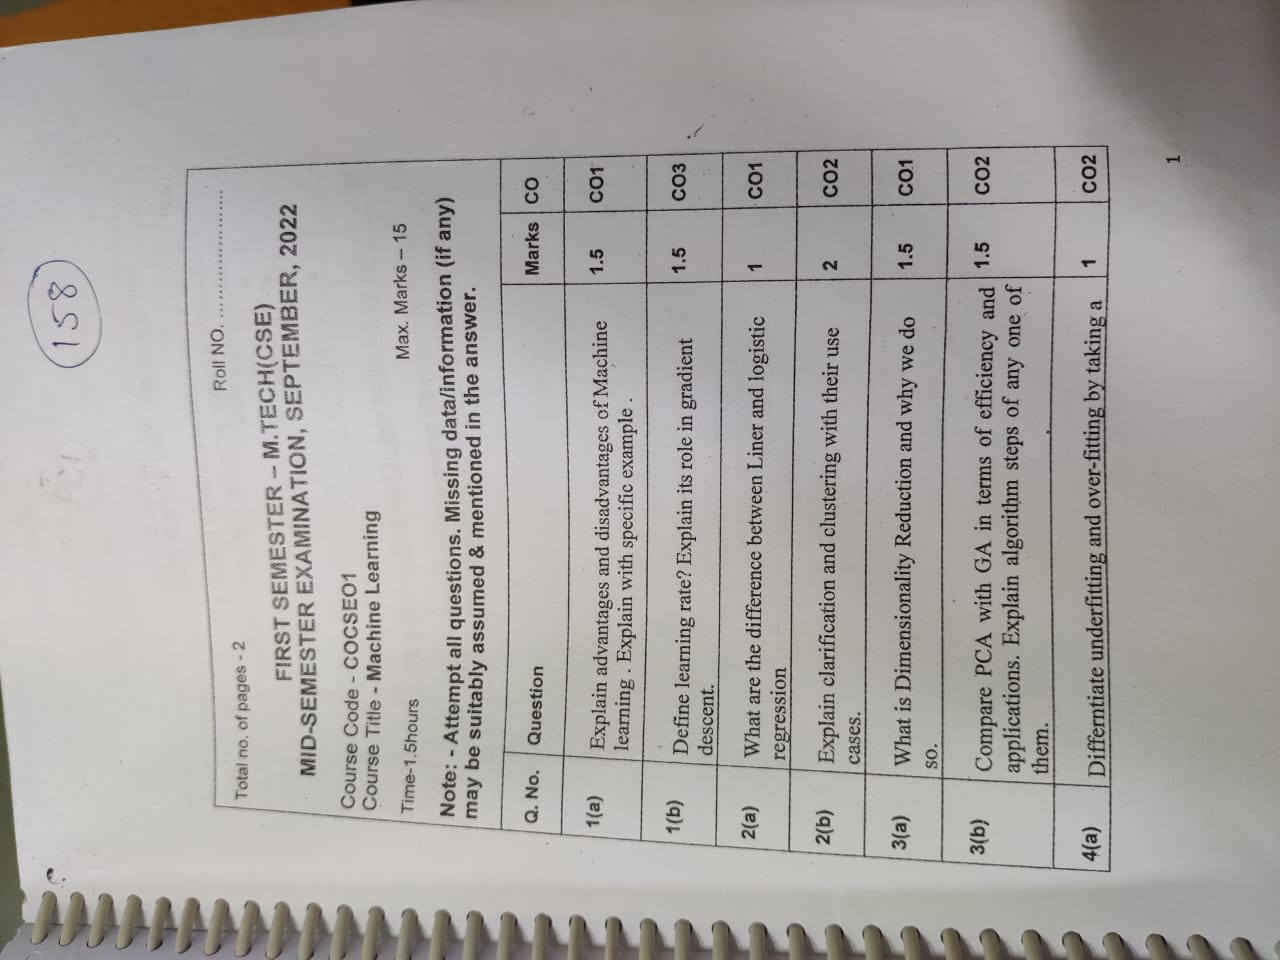 158
Total no. of pages - 2 Roll NO. ........................
FIRST SEMESTER – M.TECH(CSE)
MID-SEMESTER EXAMINATION, SEPTEMBER, 2022
Course Code - COCSEO1
Course Title - Machine Learning
Time-1.5hours Max. Marks – 15
Note: - Attempt all questions. Missing data/information (if any)
may be suitably assumed & mentioned in the answer.
Q. No. Question Marks CO
1(a) Explain advantages and disadvantages of Machine 1.5 CO1
learning . Explain with specific example .
1(b) Define learning rate? Explain its role in gradient 1.5 CO3
descent.
2(a) What are the difference between Liner and logistic 1 CO1
regression
2(b) Explain clarification and clustering with their use 2 CO2
cases.
3(a) What is Dimensionality Reduction and why we do 1.5 CO1
so.
3(b) Compare PCA with GA in terms of efficiency and 1.5 CO2
applications. Explain algorithm steps of any one of
them.
4(a) Differntiate underfitting and over-fitting by taking a 1 CO2
1